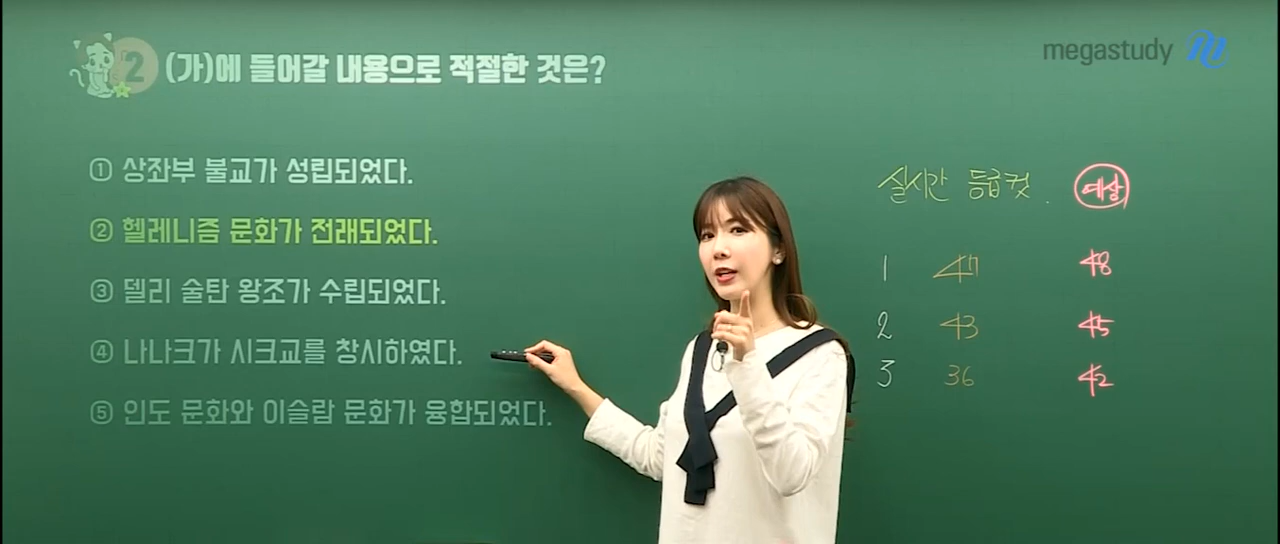 megastudy
2 (가)에 들어갈 내용으로 적절한 것은?
① 상좌부 불교가 성립되었다.
② 헬레니즘 문화가 전래되었다.
③ 델리 술탄 왕조가 수립되었다.
④ 나나크가 시크교를 창시하였다.
⑤ 인도 문화와 이슬람 문화가 융합되었다.
실시간 등급컷. 예상
1 47 48
2 43 45
3 36 42